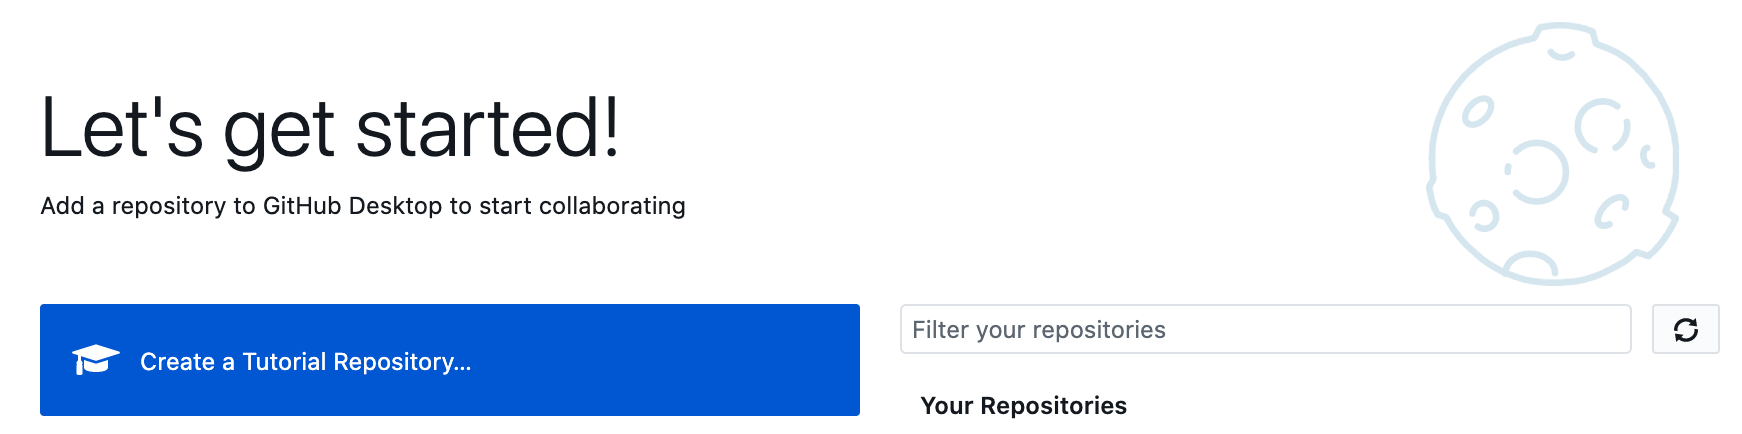 Let's get started!
Add a repository to GitHub Desktop to start collaborating
Create a Tutorial Repository...
Filter your repositories
Your Repositories